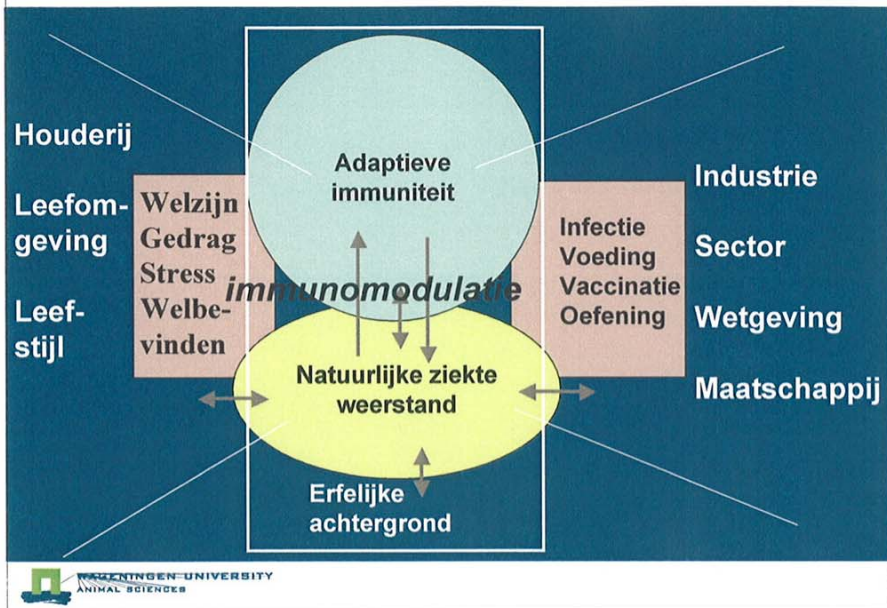 Houderij
Leefom-
geving
Leef-
stijl
Welzijn
Gedrag
Stress
Welbe-
vinden
Adaptieve
immuniteit
immunomodulatie
Natuurlijke ziekte
weerstand
Erfelijke
achtergrond
Infectie
Voeding
Vaccinatie
Oefening
Industrie
Sector
Wetgeving
Maatschappij
WAGENINGEN UNIVERSITY
ANIMAL SCIENCES